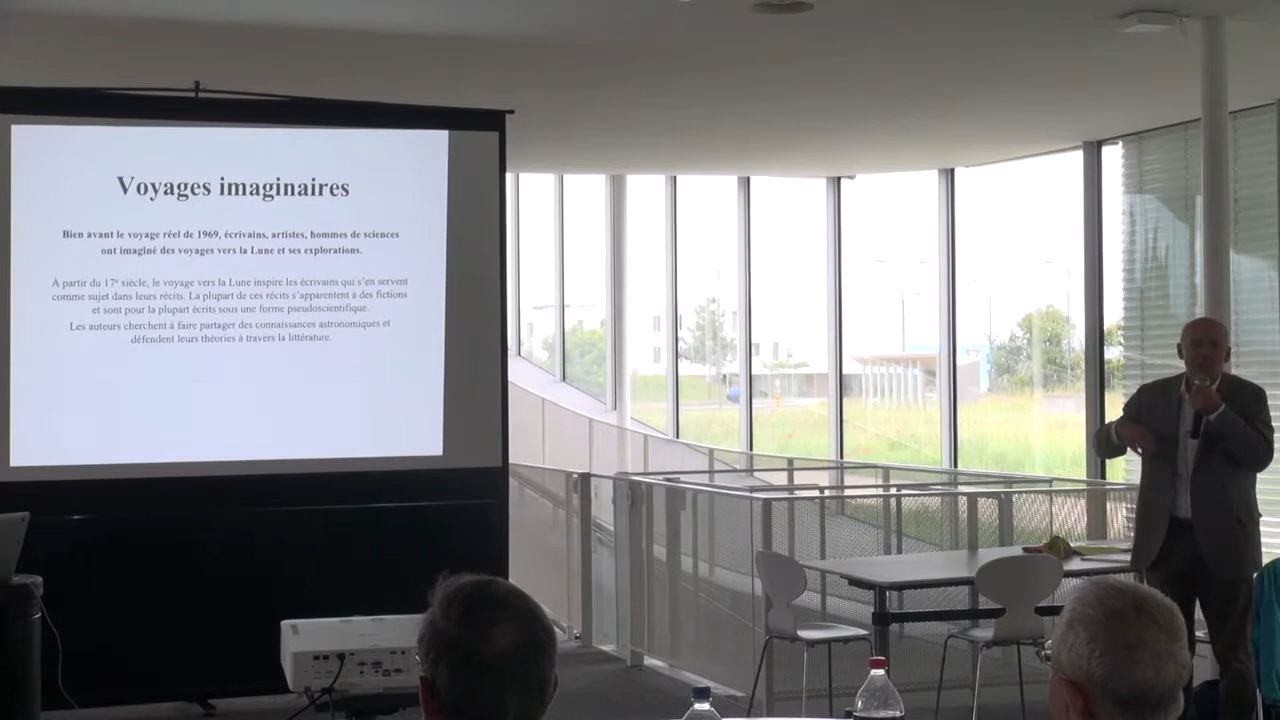 Voyages imaginaires
Bien avant le voyage réel de 1969, écrivains, artistes, hommes de sciences
ont imaginé des voyages vers la Lune et ses explorations.
À partir du 17e siècle, le voyage vers la Lune inspire les écrivains qui s'en servent
comme sujet dans leurs récits. La plupart de ces récits s'apparentent à des fictions
et sont pour la plupart écrits sous une forme pseudoscientifique.
Les auteurs cherchent à faire partager des connaissances astronomiques et
défendent leurs théories à travers la littérature.